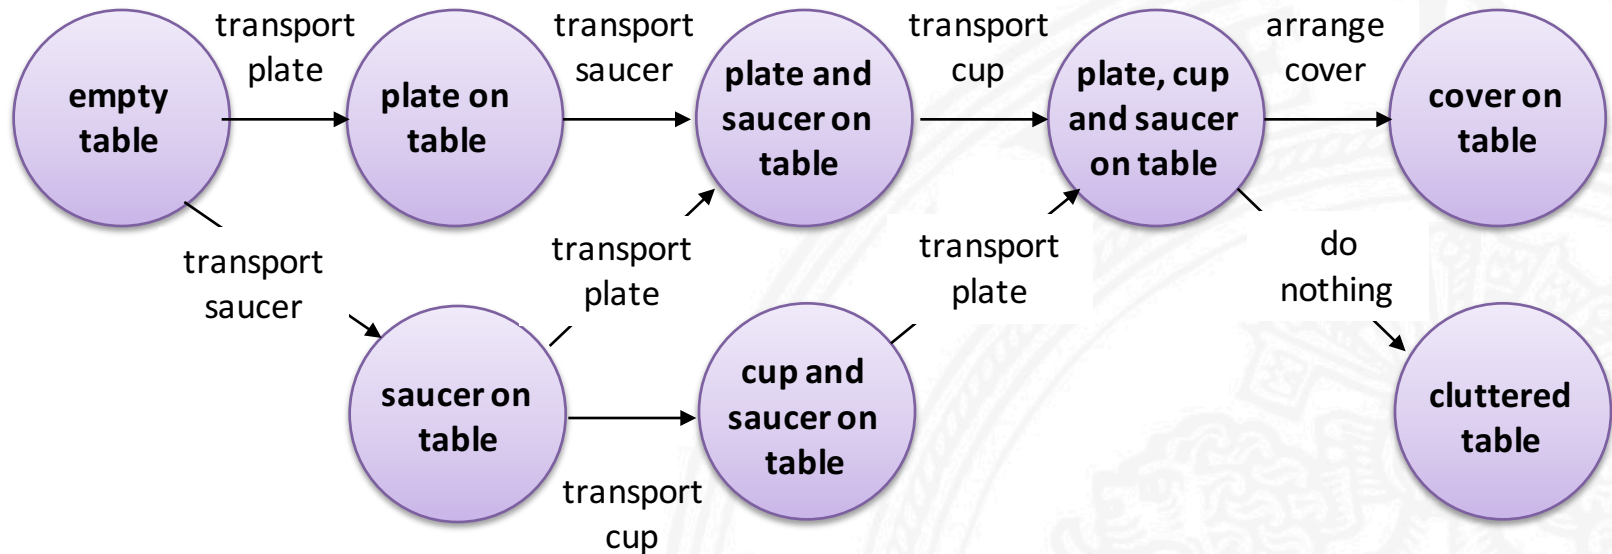 transport
plate
transport
saucer
transport
cup
arrange
cover
empty
table
plate on
table
plate and
saucer on
table
plate, cup
and saucer
on table
cover on
table
transport
saucer
transport
plate
transport
plate
do
nothing
saucer on
table
cup and
saucer on
table
cluttered
table
transport
cup